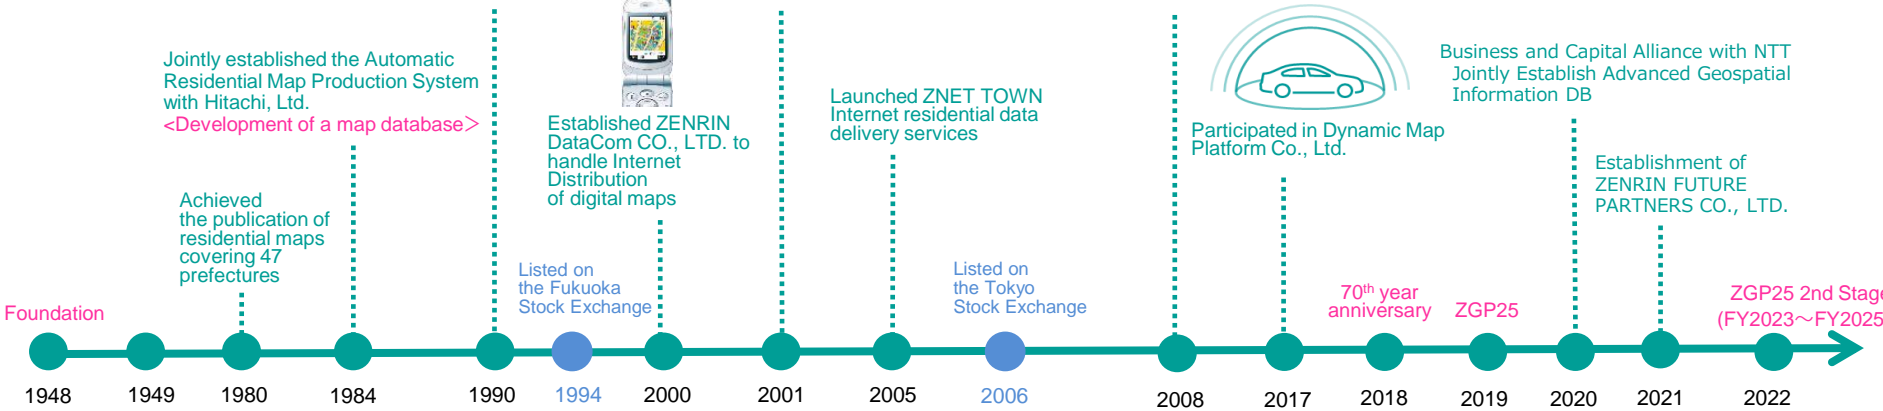 Jointly established the Automatic
Residential Map Production System
with Hitachi, Ltd.
<Development of a map database>
Achieved
the publication of
residential maps
covering 47
prefectures
Foundation
Established ZENRIN
DataCom CO., LTD. to
handle Internet
Distribution
of digital maps
Listed on
the Fukuoka
Stock Exchange
Launched ZNET TOWN
Internet residential data
delivery services
Listed on
the Tokyo
Stock Exchange
Participated in Dynamic Map
Platform Co., Ltd.
70th year
anniversary
ZGP25
Business and Capital Alliance with NTT
Jointly Establish Advanced Geospatial
Information DB
Establishment of
ZENRIN FUTURE
PARTNERS CO., LTD.
ZGP25 2nd Stage
(FY2023～FY2025
1948 1949 1980 1984 1990 1994 2000 2001 2005 2006 2008 2017 2018 2019 2020 2021 2022